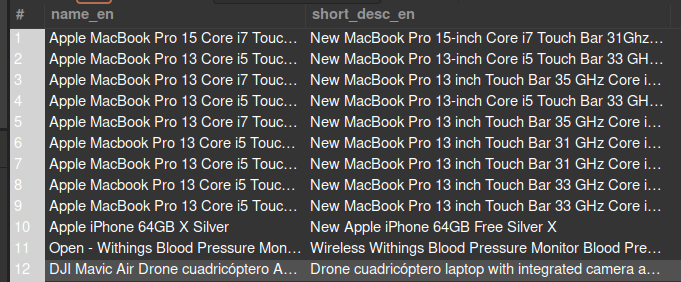 # name_en short_desc_en
1 Apple MacBook Pro 15 Core i7 Touc... New MacBook Pro 15-inch Core i7 Touch Bar 31Ghz...
2 Apple MacBook Pro 13 Core i5 Touc... New MacBook Pro 13-inch Core i5 Touch Bar 33 GH...
3 Apple MacBook Pro 13 Core i7 Touc... New MacBook Pro 13 inch Touch Bar 35 GHz Core i...
4 Apple MacBook Pro 13 Core i5 Touc... New MacBook Pro 13-inch Core i5 Touch Bar 33 GH...
5 Apple MacBook Pro 13 Core i7 Touc... New MacBook Pro 13 inch Touch Bar 35 GHz Core i...
6 Apple Macbook Pro 13 Core i5 Touc... New MacBook Pro 13 inch Touch Bar 31 GHz Core i...
7 Apple MacBook Pro 13 Core i5 Touc... New MacBook Pro 13 inch Touch Bar 31 GHz Core i...
8 Apple Macbook Pro 13 Core i5 Touc... New MacBook Pro 13 inch Touch Bar 33 GHz Core i...
9 Apple MacBook Pro 13 Core i5 Touc... New MacBook Pro 13 inch Touch Bar 33 GHz Core i...
10 Apple iPhone 64GB X Silver New Apple iPhone 64GB Free Silver X
11 Open - Withings Blood Pressure Mon... Wireless Withings Blood Pressure Monitor Blood Pre...
12 DJI Mavic Air Drone cuadricóptero A... Drone cuadricóptero laptop with integrated camera a...